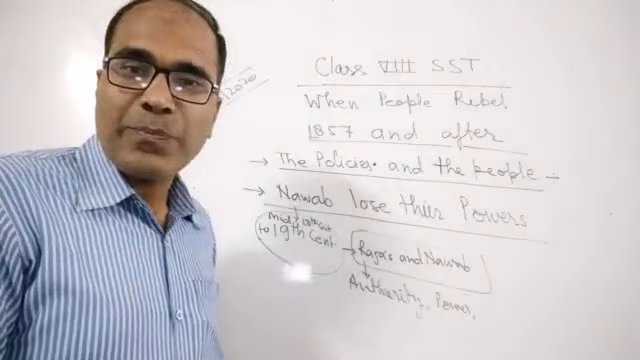 Class VIII SST
When People Rebel
1857 and after
→ The Policies and the people -
→ Nawab lose their Powers
Mid 18th Cent
to 19th Cent.
→ Raja's and Nawab
Authority, Power,